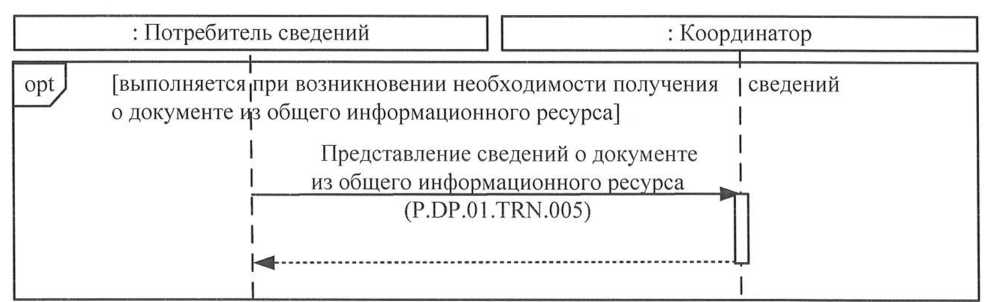 : Потребитель сведений
: Координатор
opt
[выполняется при возникновении необходимости получения сведений
о документе из общего информационного ресурса]
Представление сведений о документе
из общего информационного ресурса
(P.DP.01.TRN.005)